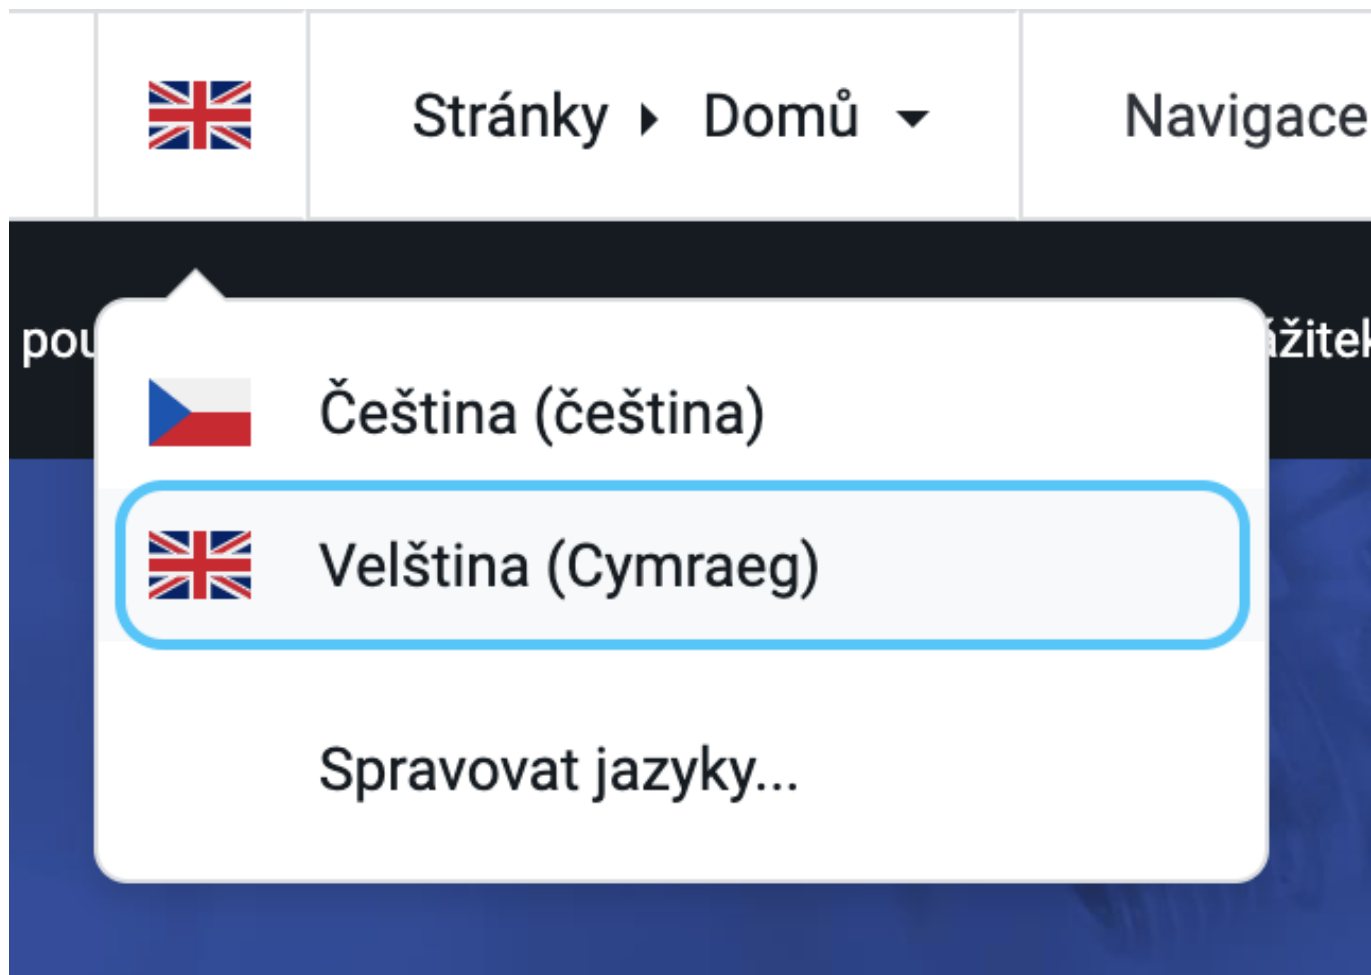 Stránky Domů Navigace
Čeština (čeština)
Velština (Cymraeg)
Spravovat jazyky...